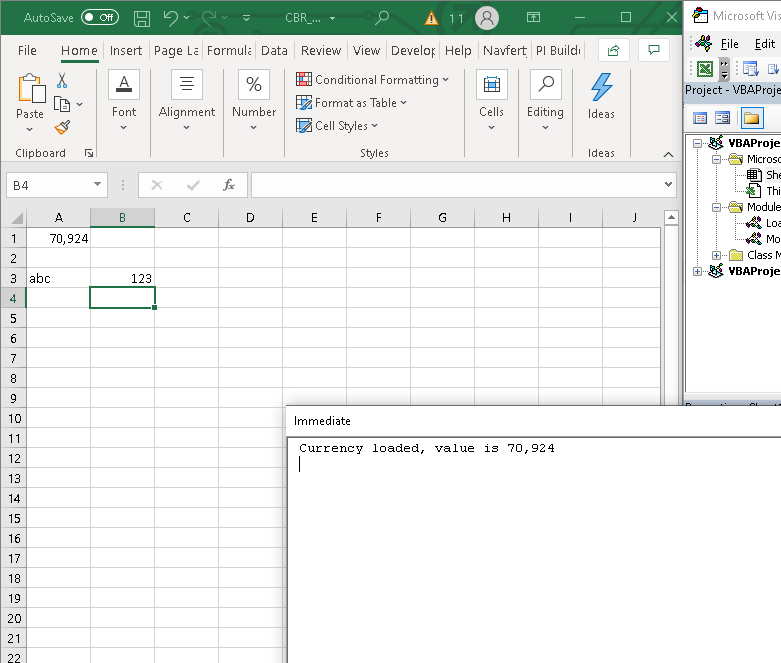 AutoSave Off CBR_... 11
Microsoft Vis
File Home Insert Page La Formula Data Review View Develop Help Navfert PI Build
File Edit
Paste
Font
Alignment
%
Number
Conditional Formatting
Format as Table
Cell Styles
Cells
Editing
Ideas
Clipboard
Styles
Ideas
Project - VBAProje
B4
fx
VBAProje
Microso
She
Thi
Module
Loa
Mo
Class M
VBAProje
A B C D E F G H I J
1 70,924
2
3 abc 123
4
5
6
7
8
9
10
11
12
13
14
15
16
17
18
19
20
21
22
Immediate
Currency loaded, value is 70,924